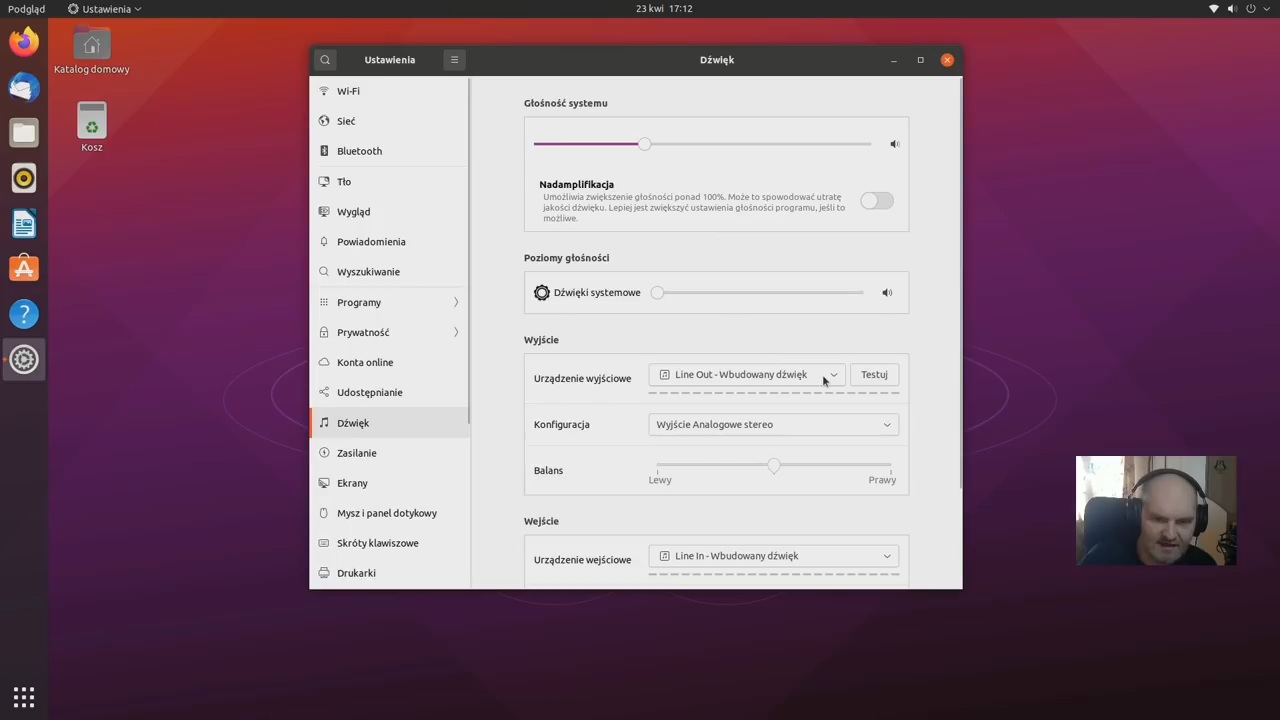 Podgląd
Ustawienia
23 kwi 17:12
Katalog domowy
Kosz
Ustawienia
Dźwięk
Wi-Fi
Sieć
Bluetooth
Tło
Wygląd
Powiadomienia
Wyszukiwanie
Programy
Prywatność
Konta online
Udostępnianie
Dźwięk
Zasilanie
Ekrany
Mysz i panel dotykowy
Skróty klawiszowe
Drukarki
Głośność systemu
Nadamplifikacja
Umożliwia zwiększenie głośności ponad 100%. Może to spowodować utratę
jakości dźwięku. Lepiej jest zwiększyć ustawienia głośności programu, jeśli to
możliwe.
Poziomy głośności
Dźwięki systemowe
Wyjście
Urządzenie wyjściowe
Line Out - Wbudowany dźwięk
Testuj
Konfiguracja
Wyjście Analogowe stereo
Balans
Lewy
Prawy
Wejście
Urządzenie wejściowe
Line In - Wbudowany dźwięk